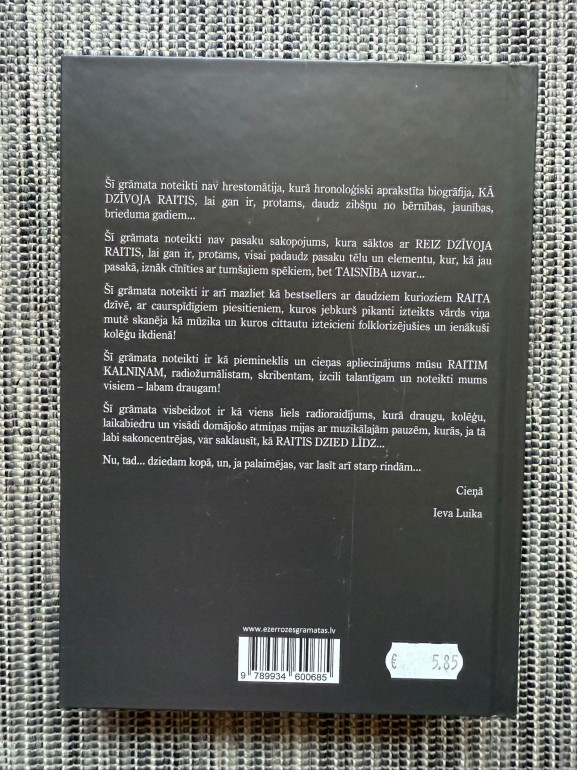 Šī grāmata noteikti nav hrestomātija, kurā hronoloģiski aprakstīta biogrāfija, KĀ
DZĪVOJA RAITIS, lai gan ir, protams, daudz zibšņu no bērnības, jaunības,
brieduma gadiem...
Šī grāmata noteikti nav pasaku sakopojums, kura sāktos ar REIZ DZĪVOJA
RAITIS, lai gan ir, protams, visai padaudz pasaku tēlu un elementu, kur, kā jau
pasakā, iznāk cīnīties ar tumšajiem spēkiem, bet TAISNĪBA uzvar...
Šī grāmata noteikti ir arī mazliet kā bestsellers ar daudziem kurioziem RAITA
dzīvē, ar caurspīdīgiem piesitieniem, kuros jebkurš pikanti izteikts vārds viņa
mutē skanēja kā mūzika un kuros cittautu izteicieni folklorizējušies un ienākuši
kolēģu ikdienā!
Šī grāmata noteikti ir kā piemineklis un cieņas apliecinājums mūsu RAITIM
KALNIŅAM, radiožurnālistam, skribentam, izcili talantīgam un noteikti mums
visiem – labam draugam!
Šī grāmata visbeidzot ir kā viens liels radioraidījums, kurā draugu, kolēģu,
laikabiedru un visādi domājošo atmiņas mijas ar muzikālajām pauzēm, kurās, ja tā
labi sakoncentrējas, var saklausīt, kā RAITIS DZIED LĪDZ...
Nu, tad... dziedam kopā, un, ja palaimējas, var lasīt arī starp rindām...
Cieņā
Ieva Luika
www.ezerrozesgramatas.lv
9 789934 600685
€ 5.85